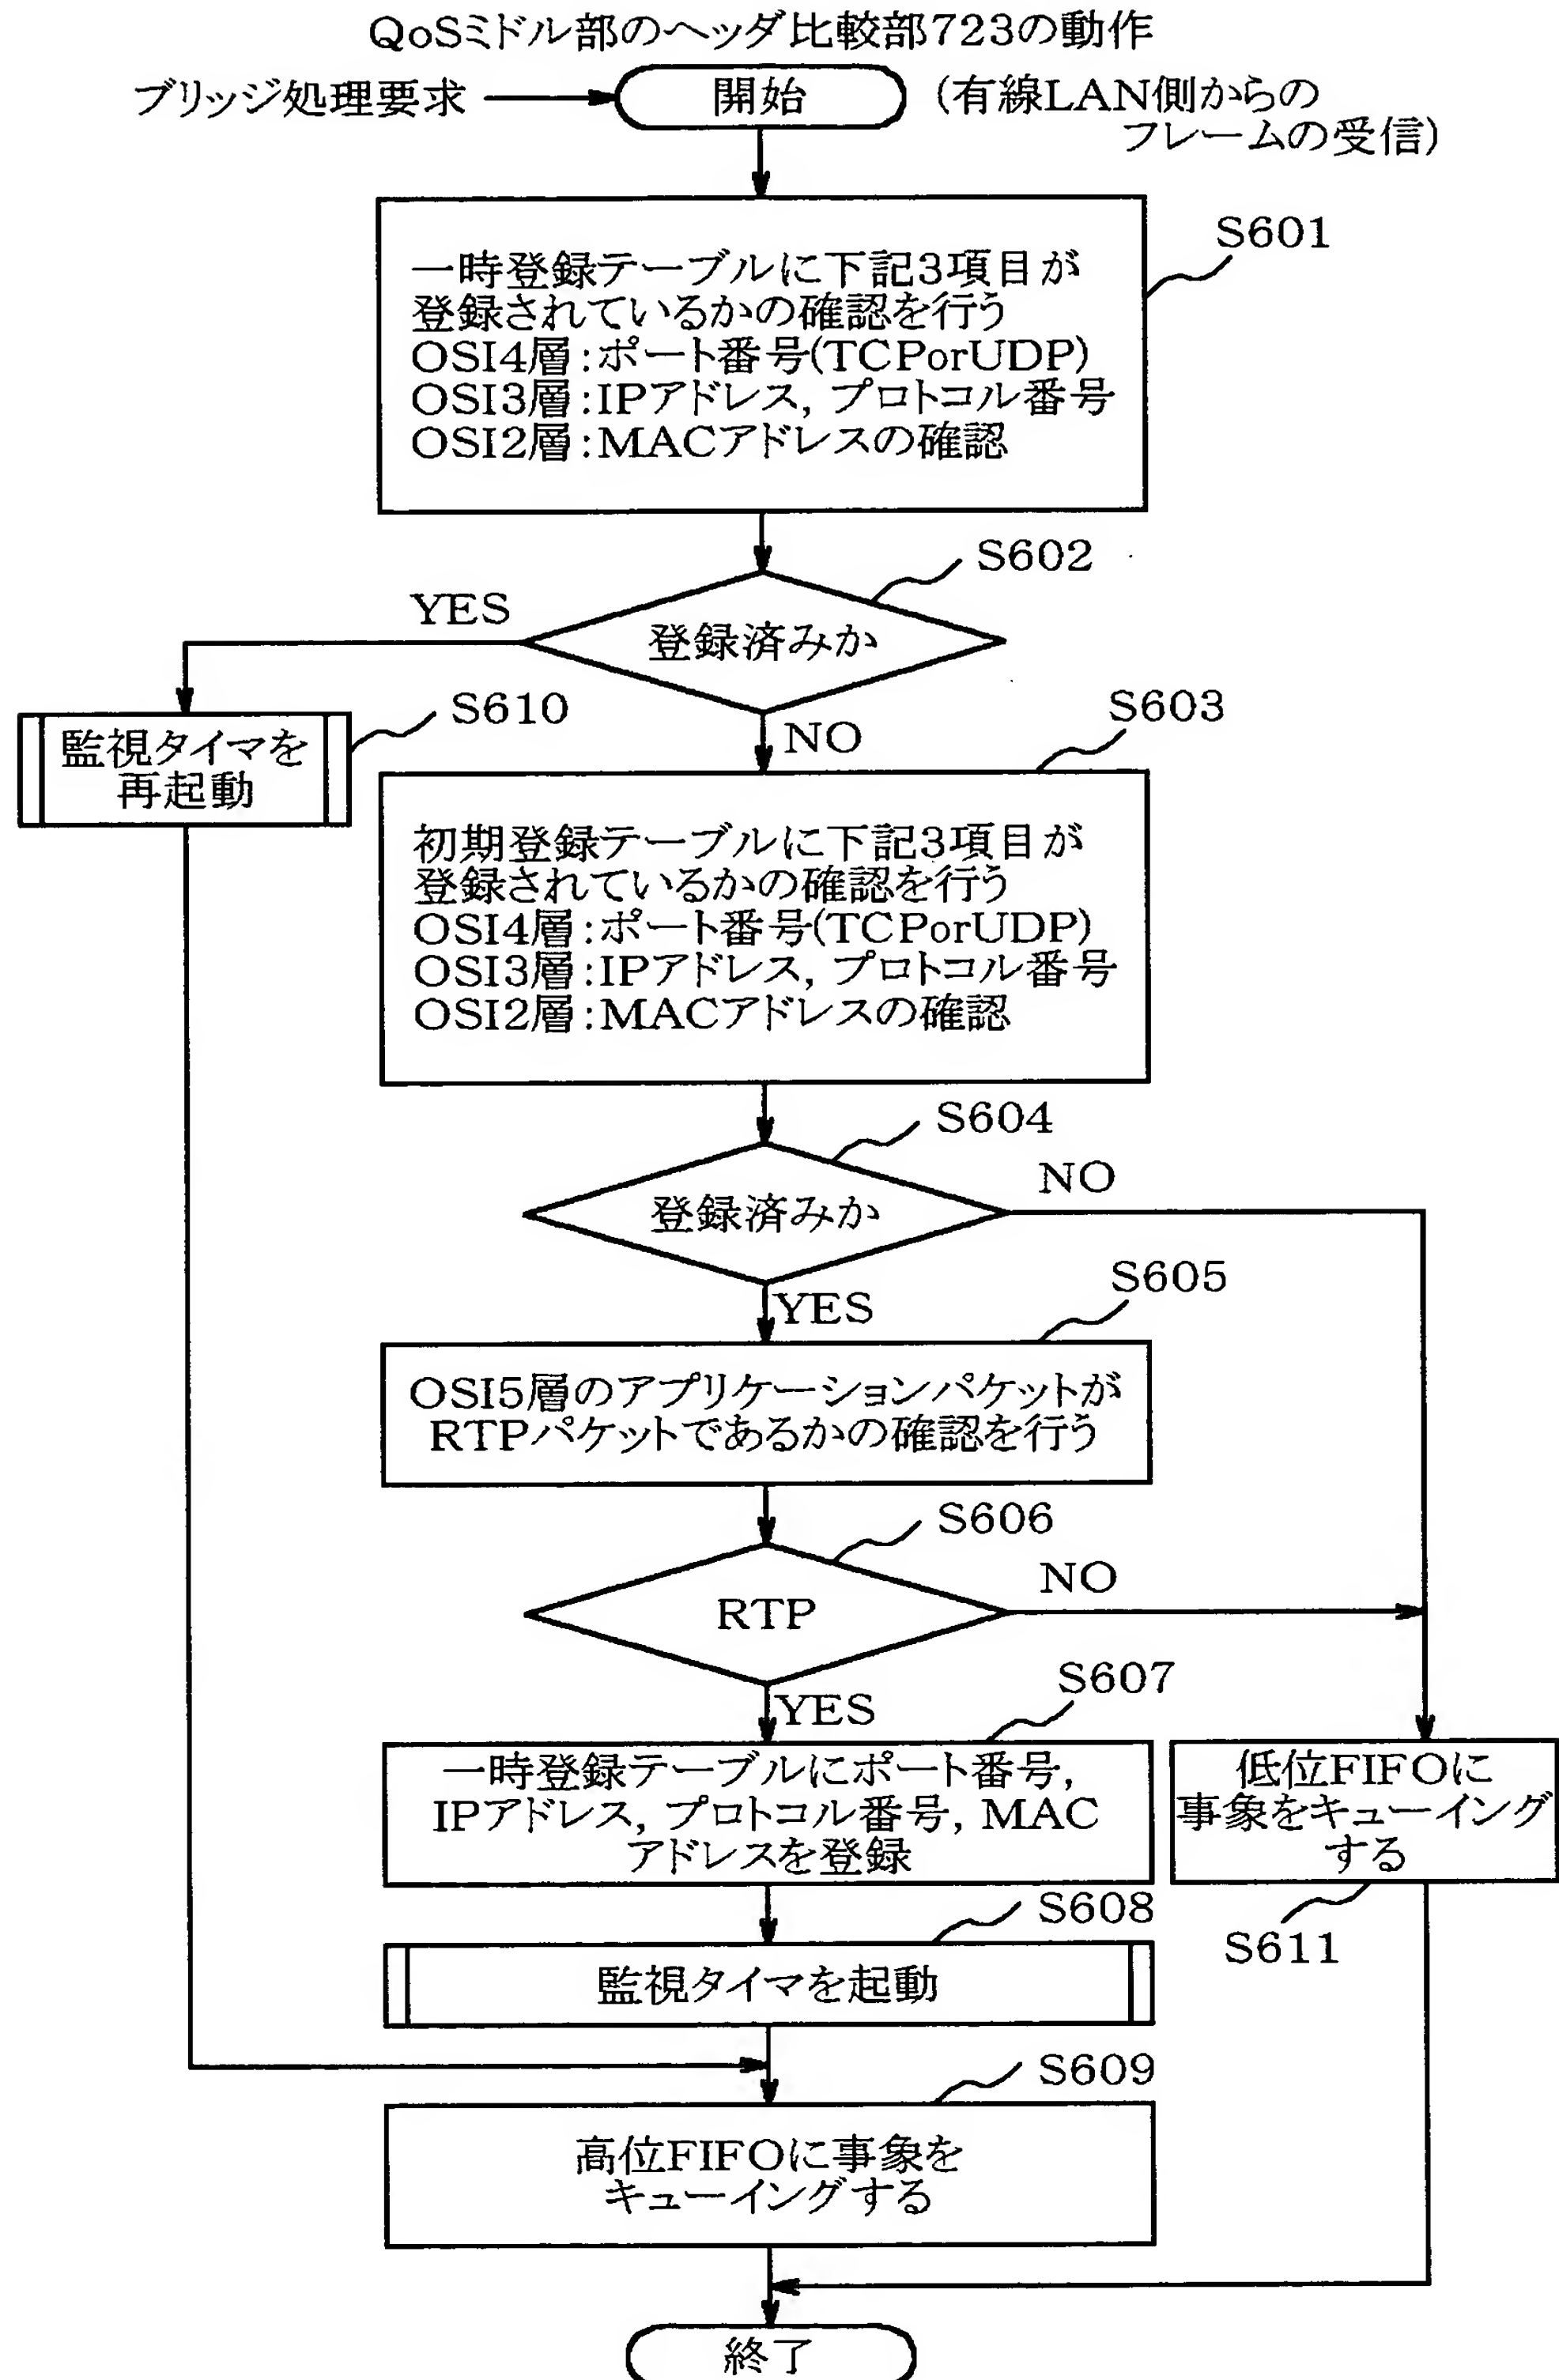 QoSミドル部のヘッダ比較部723の動作
ブリッジ処理要求
開始
(有線LAN側からの
フレームの受信)
S601
一時登録テーブルに下記3項目が
登録されているかの確認を行う
OSI4層:ポート番号(TCPorUDP)
OSI3層:IPアドレス, プロトコル番号
OSI2層:MACアドレスの確認
S602
YES
登録済みか
S610
監視タイマを
再起動
NO
S603
初期登録テーブルに下記3項目が
登録されているかの確認を行う
OSI4層:ポート番号(TCPorUDP)
OSI3層:IPアドレス, プロトコル番号
OSI2層:MACアドレスの確認
S604
NO
登録済みか
YES
S605
OSI5層のアプリケーションパケットが
RTPパケットであるかの確認を行う
S606
NO
RTP
YES
S607
一時登録テーブルにポート番号,
IPアドレス, プロトコル番号, MAC
アドレスを登録
低位FIFOに
事象をキューイング
する
S611
S608
監視タイマを起動
S609
高位FIFOに事象を
キューイングする
終了